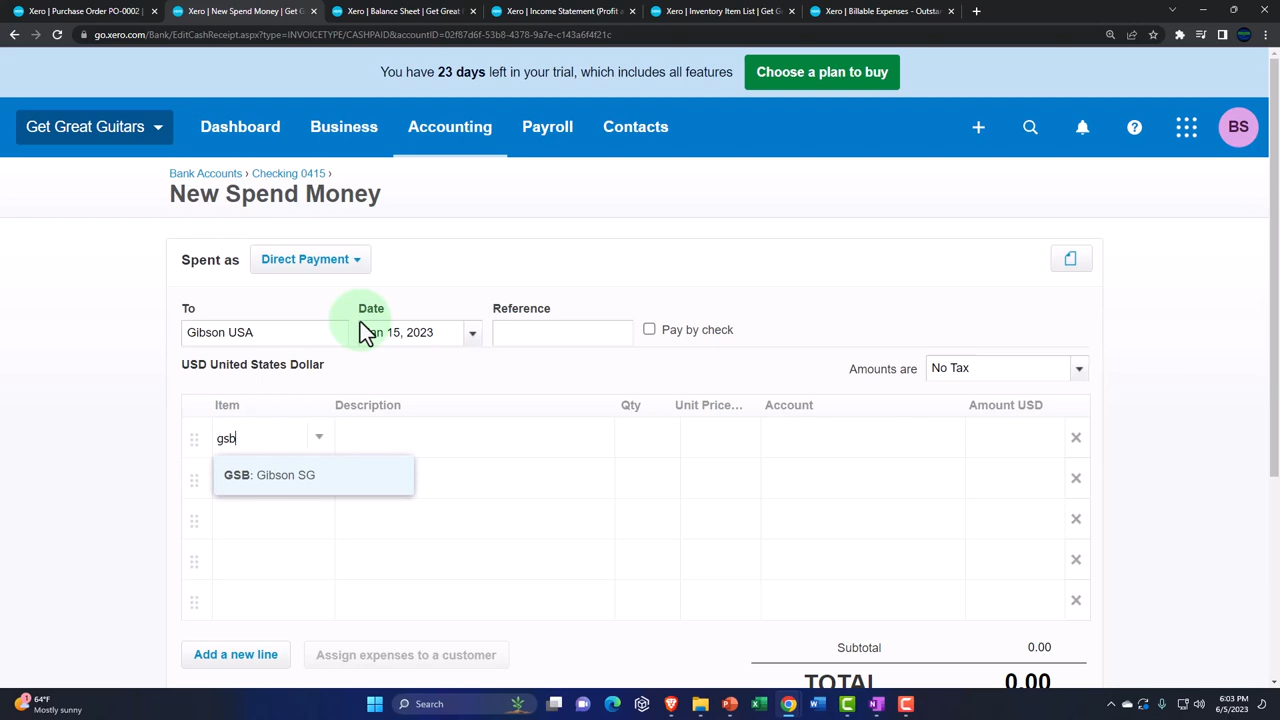 Xero | Purchase Order PO-0002
Xero | New Spend Money | Get G
Xero | Balance Sheet | Get Great G
Xero | Income Statement (Profit a
Xero | Inventory Item List | Get G
Xero | Billable Expenses - Outstan
go.xero.com/Bank/EditCashReceipt.aspx?type=INVOICETYPE/CASHPAID&accountID=02f87d6f-53b8-4378-9a7e-c143a6f4f21c
You have 23 days left in your trial, which includes all features
Choose a plan to buy
Get Great Guitars
Dashboard
Business
Accounting
Payroll
Contacts
BS
Bank Accounts › Checking 0415 ›
New Spend Money
Spent as
Direct Payment
To
Date
Reference
Gibson USA
Jan 15, 2023
Pay by check
USD United States Dollar
Amounts are
No Tax
Item
Description
Qty
Unit Price...
Account
Amount USD
gsb
GSB: Gibson SG
Add a new line
Assign expenses to a customer
Subtotal
0.00
TOTAL
0.00
64°F
Mostly sunny
1
Search
6:03 PM
6/5/2023